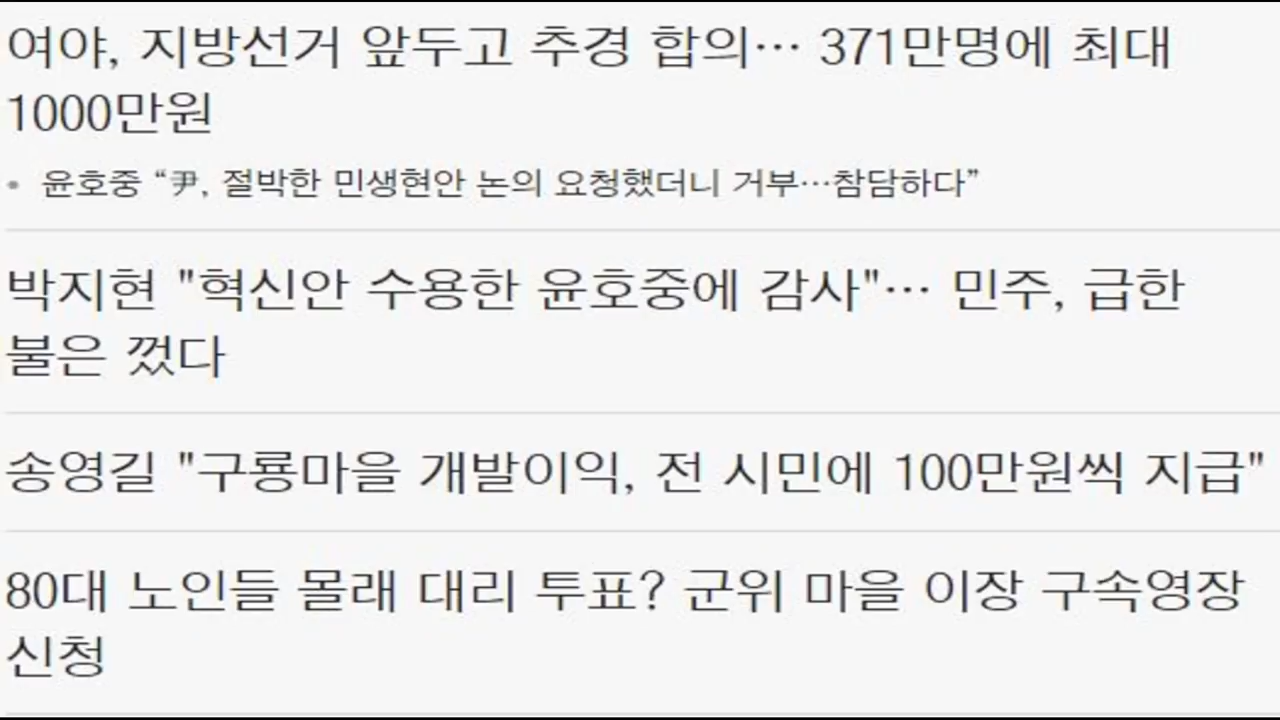 여야, 지방선거 앞두고 추경 합의… 371만명에 최대
1000만원
• 윤호중 “尹, 절박한 민생현안 논의 요청했더니 거부…참담하다”
박지현 "혁신안 수용한 윤호중에 감사"… 민주, 급한
불은 껐다
송영길 "구룡마을 개발이익, 전 시민에 100만원씩 지급"
80대 노인들 몰래 대리 투표? 군위 마을 이장 구속영장
신청